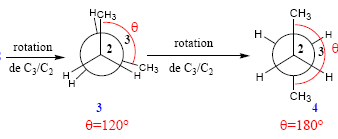 H
CH3
θ
rotation
2
3
de C3/C2
H
H
CH3
H
3
θ=120°
rotation
de C3/C2
CH3
H
H
2
3
θ
H
H
CH3
4
θ=180°